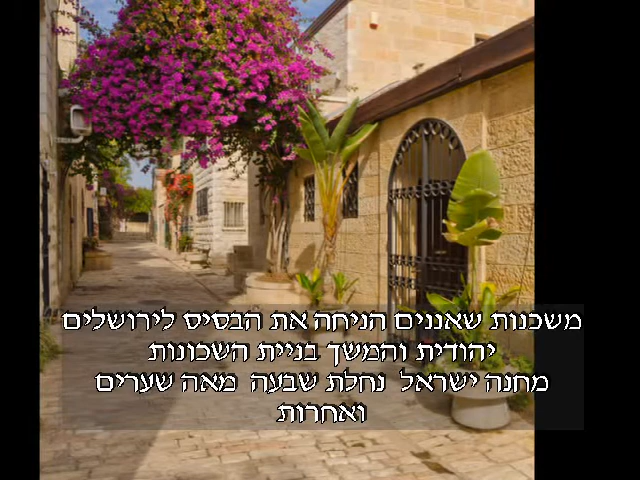 משכנות שאננים הניחה את הבסיס לירושלים
יהודית והמשך בניית השכונות
מחנה ישראל נחלת שבעה מאה שערים
ואחרות